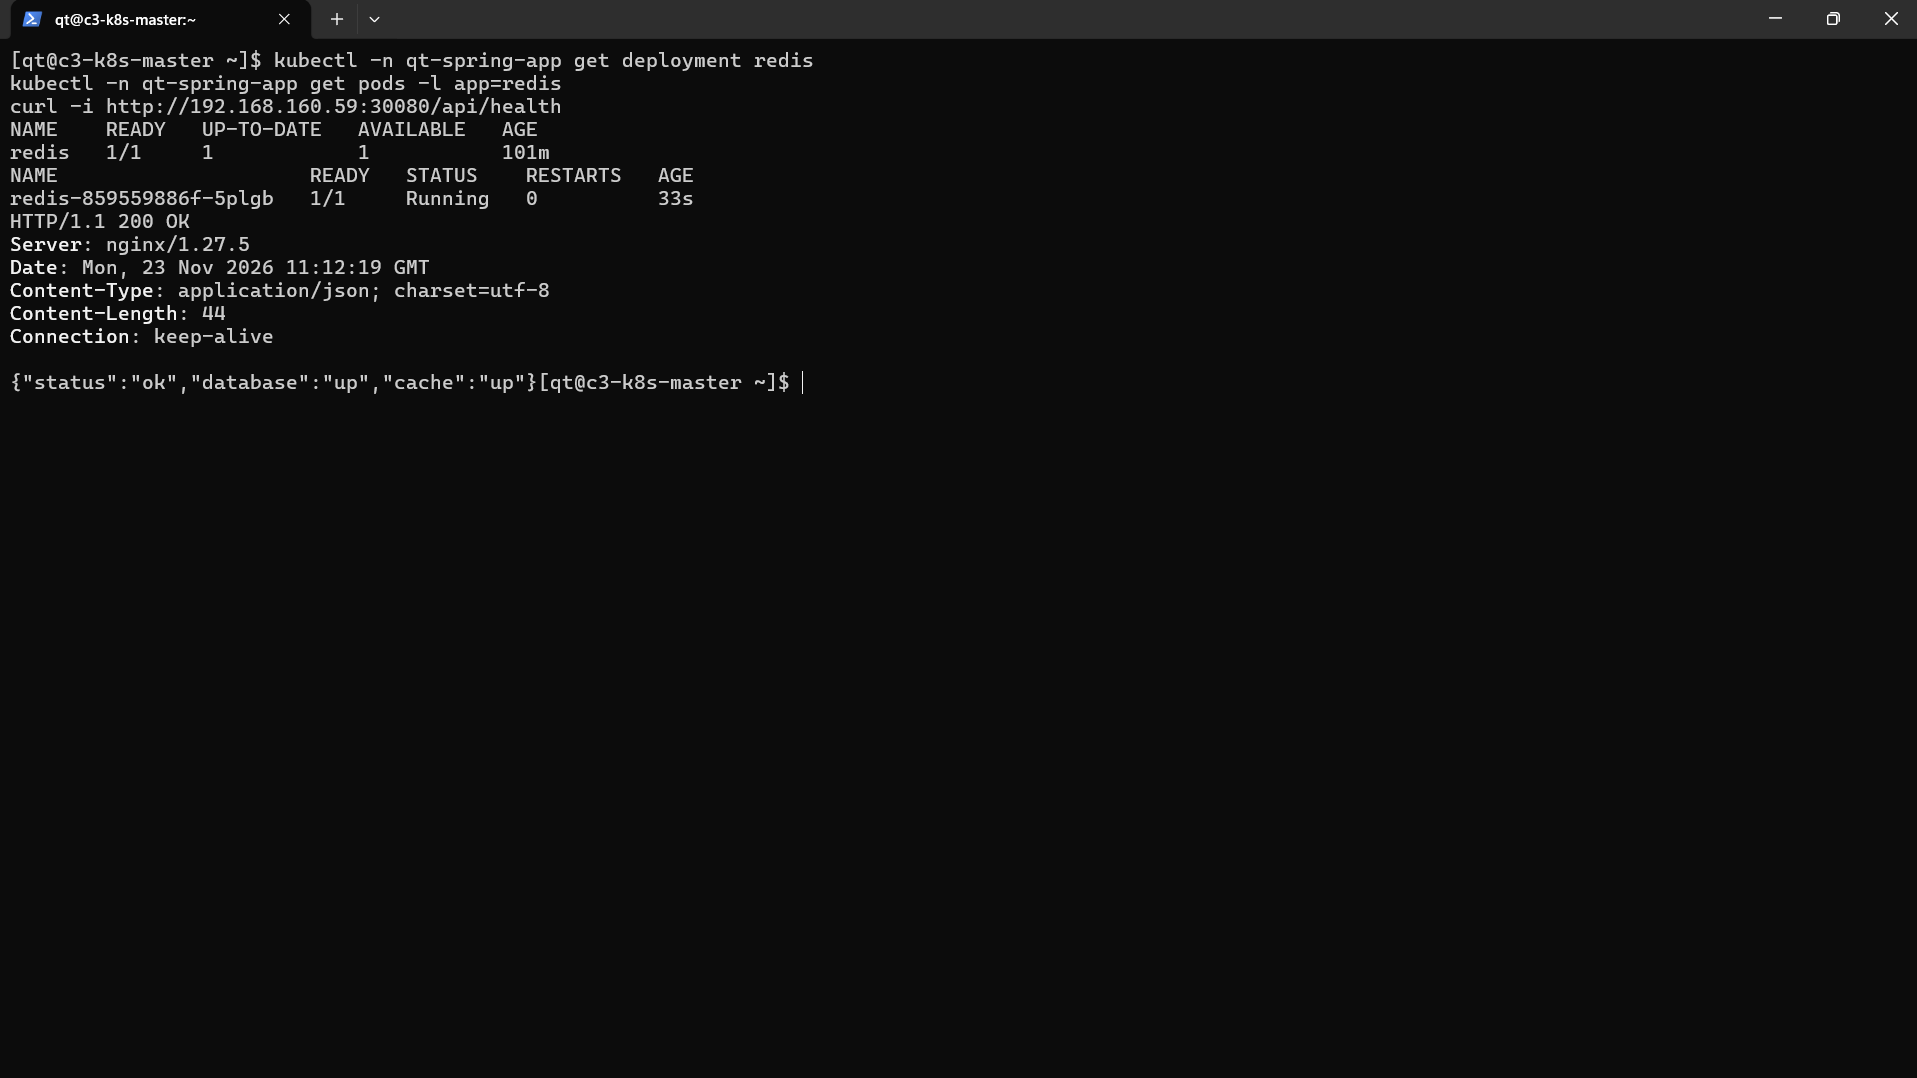 qt@c3-k8s-master:~
[qt@c3-k8s-master ~]$ kubectl -n qt-spring-app get deployment redis
kubectl -n qt-spring-app get pods -l app=redis
curl -i http://192.168.160.59:30080/api/health
NAME    READY   UP-TO-DATE   AVAILABLE   AGE
redis   1/1     1            1           101m
NAME                     READY   STATUS    RESTARTS   AGE
redis-859559886f-5plgb   1/1     Running   0          33s
HTTP/1.1 200 OK
Server: nginx/1.27.5
Date: Mon, 23 Nov 2026 11:12:19 GMT
Content-Type: application/json; charset=utf-8
Content-Length: 44
Connection: keep-alive
{"status":"ok","database":"up","cache":"up"}[qt@c3-k8s-master ~]$